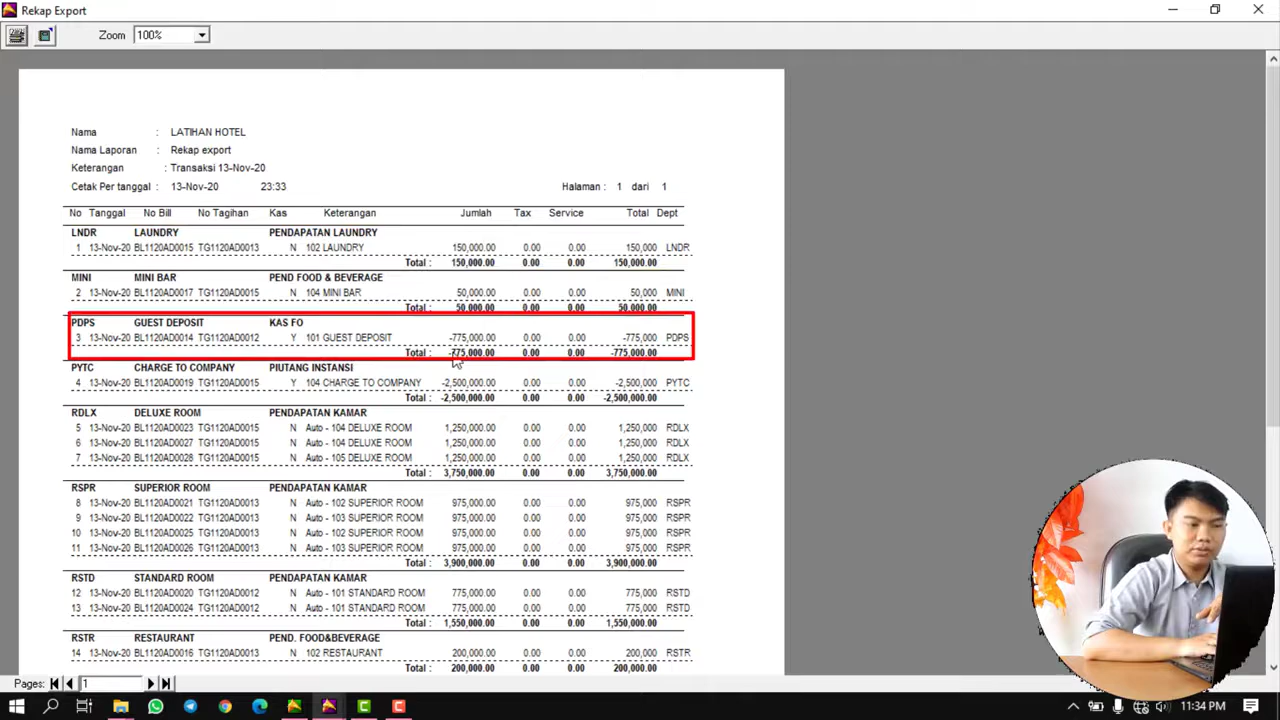 Rekap Export
Zoom 100%
Nama : LATIHAN HOTEL
Nama Laporan : Rekap export
Keterangan : Transaksi 13-Nov-20
Cetak Per tanggal : 13-Nov-20 23:33 Halaman : 1 dari 1
No Tanggal No Bill No Tagihan Kas Keterangan Jumlah Tax Service Total Dept
LNDR LAUNDRY PENDAPATAN LAUNDRY
1 13-Nov-20 BL1120AD0015 TG1120AD0013 N 102 LAUNDRY 150,000.00 0.00 0.00 150,000 LNDR
Total : 150,000.00 0.00 0.00 150,000.00
MINI MINI BAR PEND FOOD & BEVERAGE
2 13-Nov-20 BL1120AD0017 TG1120AD0015 N 104 MINI BAR 50,000.00 0.00 0.00 50,000 MINI
Total : 50,000.00 0.00 0.00 50,000.00
PDPS GUEST DEPOSIT KAS FO
3 13-Nov-20 BL1120AD0014 TG1120AD0012 Y 101 GUEST DEPOSIT -775,000.00 0.00 0.00 -775,000 PDPS
Total : -775,000.00 0.00 0.00 -775,000.00
PYTC CHARGE TO COMPANY PIUTANG INSTANSI
4 13-Nov-20 BL1120AD0019 TG1120AD0015 Y 104 CHARGE TO COMPANY -2,500,000.00 0.00 0.00 -2,500,000 PYTC
Total : -2,500,000.00 0.00 0.00 -2,500,000.00
RDLX DELUXE ROOM PENDAPATAN KAMAR
5 13-Nov-20 BL1120AD0023 TG1120AD0015 Auto - 104 DELUXE ROOM 1,250,000.00 0.00 0.00 1,250,000 RDLX
6 13-Nov-20 BL1120AD0027 TG1120AD0015 N Auto - 104 DELUXE ROOM 1,250,000.00 0.00 0.00 1,250,000 RDLX
7 13-Nov-20 BL1120AD0028 TG1120AD0015 N Auto - 105 DELUXE ROOM 1,250,000.00 0.00 0.00 1,250,000 RDLX
Total : 3,750,000.00 0.00 0.00 3,750,000.00
RSPR SUPERIOR ROOM PENDAPATAN KAMAR
8 13-Nov-20 BL1120AD0021 TG1120AD0013 N Auto - 102 SUPERIOR ROOM 975,000.00 0.00 0.00 975,000 RSPR
9 13-Nov-20 BL1120AD0022 TG1120AD0013 N Auto - 103 SUPERIOR ROOM 975,000.00 0.00 0.00 975,000 RSPR
10 13-Nov-20 BL1120AD0025 TG1120AD0013 N Auto - 102 SUPERIOR ROOM 975,000.00 0.00 0.00 975,000 RSPR
11 13-Nov-20 BL1120AD0026 TG1120AD0013 N Auto - 103 SUPERIOR ROOM 975,000.00 0.00 0.00 975,000 RSPR
Total : 3,900,000.00 0.00 0.00 3,900,000.00
RSTD STANDARD ROOM PENDAPATAN KAMAR
12 13-Nov-20 BL1120AD0020 TG1120AD0012 N Auto - 101 STANDARD ROOM 775,000.00 0.00 0.00 775,000 RSTD
13 13-Nov-20 BL1120AD0024 TG1120AD0012 N Auto - 101 STANDARD ROOM 775,000.00 0.00 0.00 775,000 RSTD
Total : 1,550,000.00 0.00 0.00 1,550,000.00
RSTR RESTAURANT PEND. FOOD&BEVERAGE
14 13-Nov-20 BL1120AD0016 TG1120AD0013 N 102 RESTAURANT 200,000.00 0.00 0.00 200,000 RSTR
Total : 200,000.00 0.00 0.00 200,000.00
Pages: 1
11:34 PM